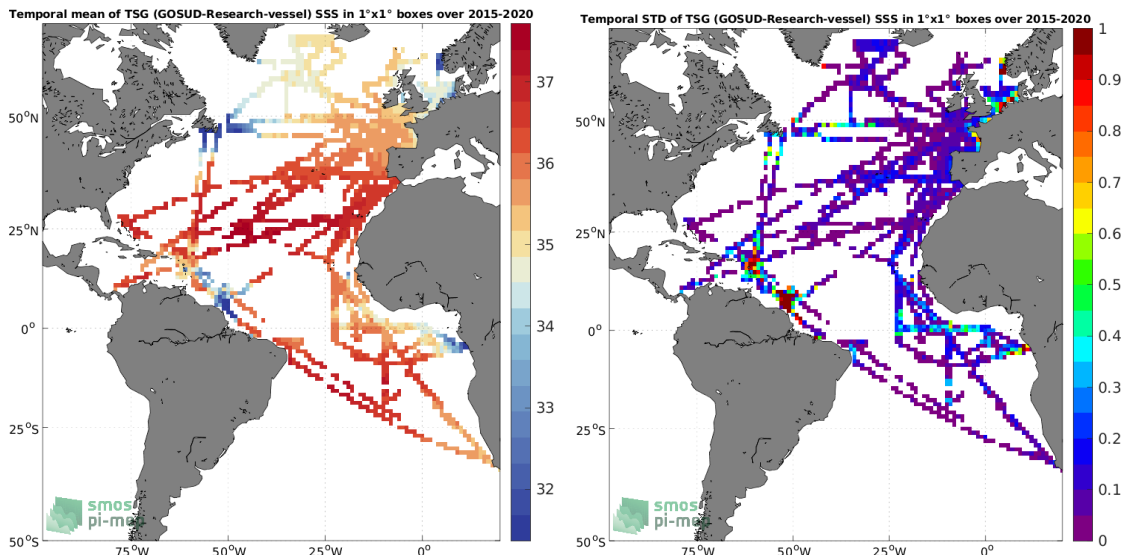 Temporal mean of TSG (GOSUD-Research-vessel) SSS in 1°x1° boxes over 2015-2020
50°N
25°N
0°
25°S
50°S
75°W
50°W
25°W
0°
37
36
35
34
33
32
smos
pi-mep
Temporal STD of TSG (GOSUD-Research-vessel) SSS in 1°x1° boxes over 2015-2020
50°N
25°N
0°
25°S
50°S
75°W
50°W
25°W
0°
1
0.9
0.8
0.7
0.6
0.5
0.4
0.3
0.2
0.1
0
smos
pi-mep